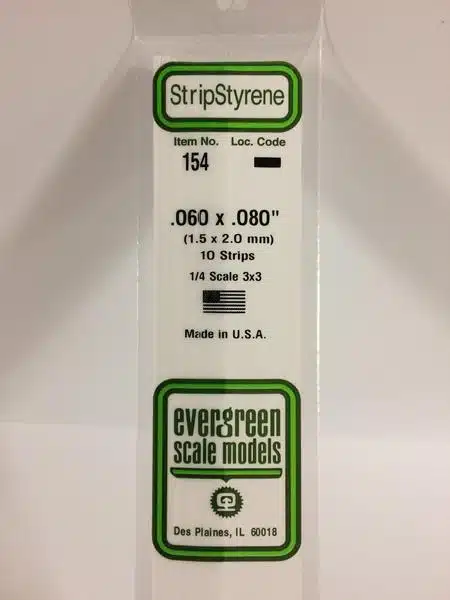 StripStyrene
Item No. Loc. Code
154
.060 x .080"
(1.5 x 2.0 mm)
10 Strips
1/4 Scale 3x3
Made in U.S.A.
evergreen
scale models
Des Plaines, IL 60018